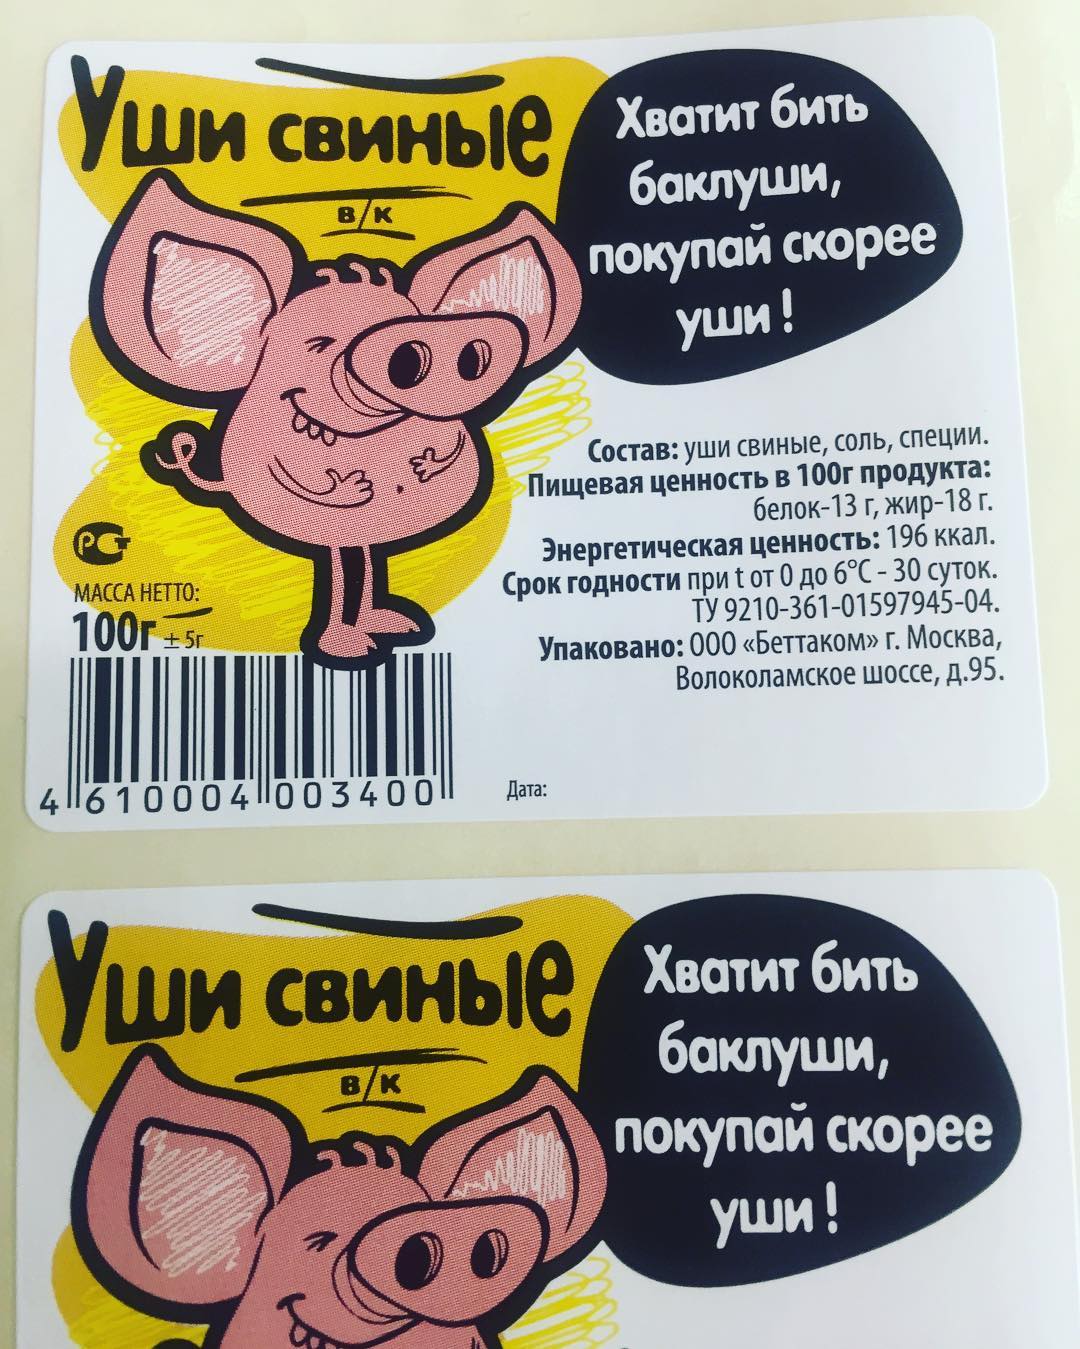 Уши свиные
в/к
Хватит бить
баклуши,
покупай скорее
уши !
Состав: уши свиные, соль, специи.
Пищевая ценность в 100г продукта:
белок-13 г, жир-18 г.
Энергетическая ценность: 196 ккал.
Срок годности при t от 0 до 6°С - 30 суток.
ТУ 9210-361-01597945-04.
Упаковано: ООО «Беттаком» г. Москва,
Волоколамское шоссе, д.95.
РСТ
МАССА НЕТТО:
100г ± 5г
4 610004 003400
Дата:
Уши свиные
в/к
Хватит бить
баклуши,
покупай скорее
уши !